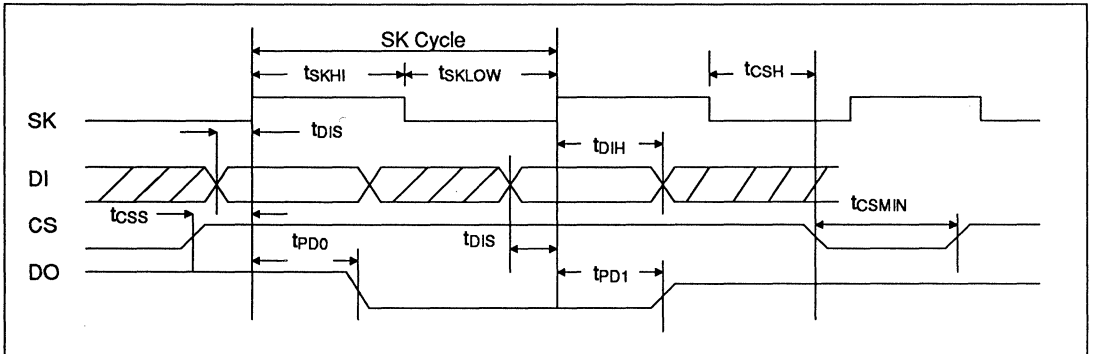 SK Cycle
tSKHI
tSKLOW
tCSH
SK
tDIS
tDIH
DI
tCSS
tCSMIN
CS
tPD0
tDIS
tPD1
DO